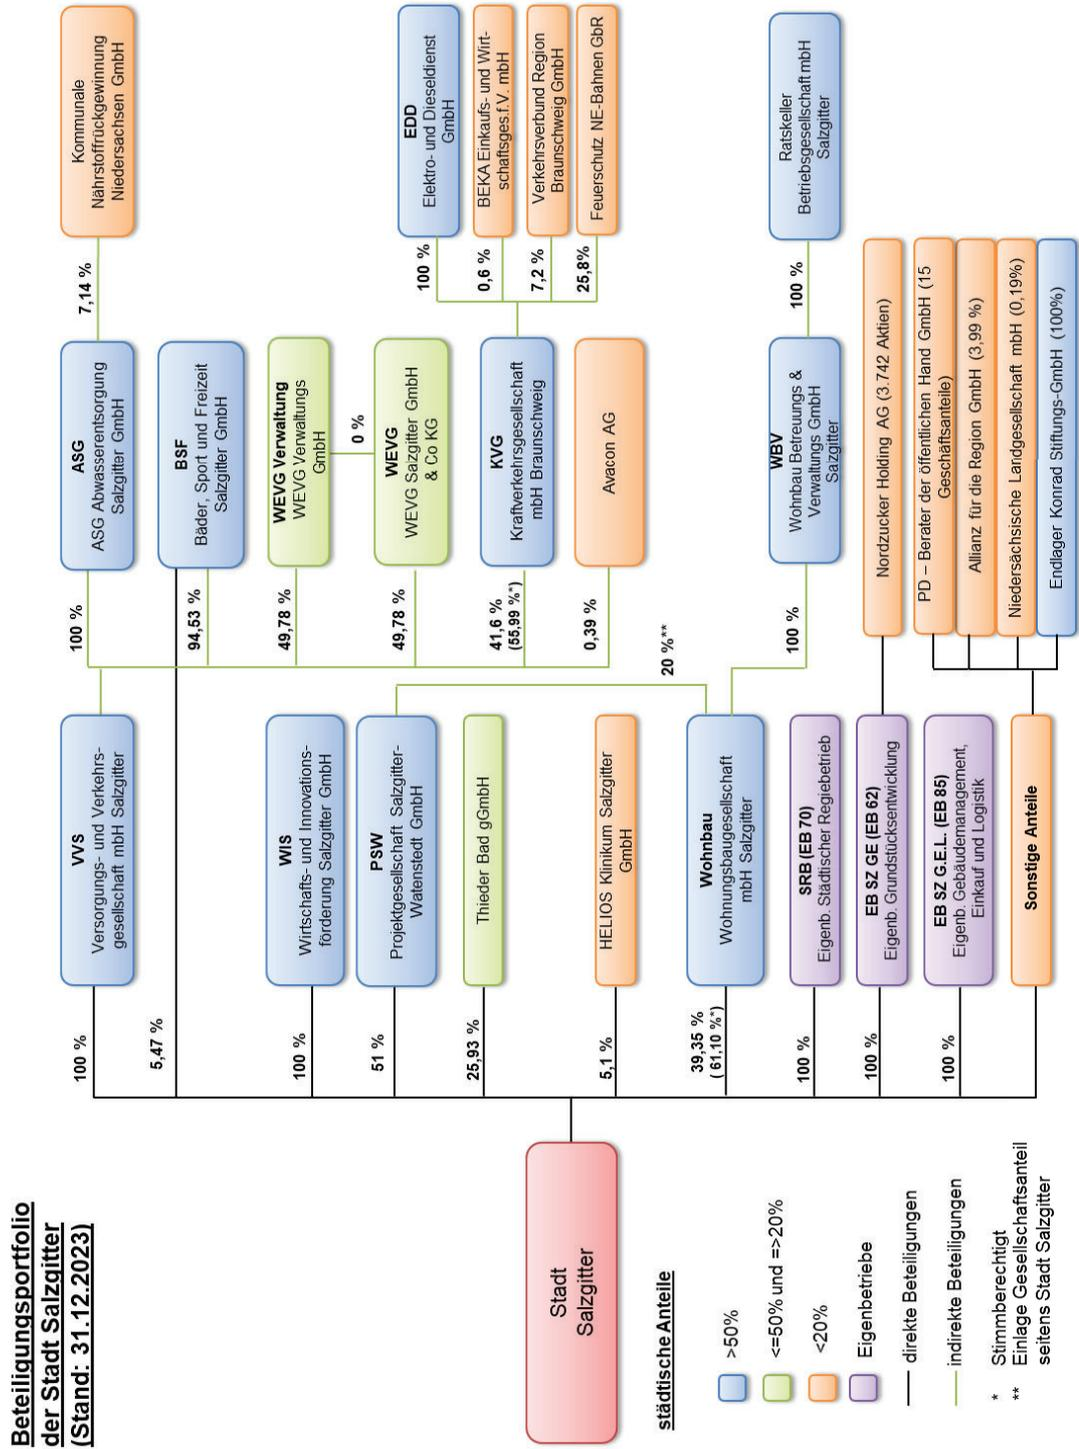 Beteiligungsportfolio
der Stadt Salzgitter
(Stand: 31.12.2023)
Stadt
Salzgitter
städtische Anteile
>50%
<=50% und =>20%
<20%
Eigenbetriebe
direkte Beteiligungen
indirekte Beteiligungen
* Stimmberechtigt
** Einlage Gesellschaftsanteil
seitens Stadt Salzgitter
100 %
5,47 %
100 %
51 %
25,93 %
5,1 %
39,35 %
( 61,10 %*)
100 %
100 %
100 %
VVS
Versorgungs- und Verkehrs-
gesellschaft mbH Salzgitter
WIS
Wirtschafts- und Innovations-
förderung Salzgitter GmbH
PSW
Projektgesellschaft Salzgitter-
Watenstedt GmbH
Thieder Bad gGmbH
HELIOS Klinikum Salzgitter
GmbH
Wohnbau
Wohnungsbaugesellschaft
mbH Salzgitter
SRB (EB 70)
Eigenb. Städtischer Regiebetrieb
EB SZ GE (EB 62)
Eigenb. Grundstücksentwicklung
EB SZ G.E.L. (EB 85)
Eigenb. Gebäudemanagement,
Einkauf und Logistik
Sonstige Anteile
100 %
94,53 %
49,78 %
49,78 %
41,6 %
(55,99 %*)
0,39 %
20 %**
100 %
ASG
ASG Abwasserentsorgung
Salzgitter GmbH
BSF
Bäder, Sport und Freizeit
Salzgitter GmbH
WEVG Verwaltung
WEVG Verwaltungs
GmbH
0 %
WEVG
WEVG Salzgitter GmbH
& Co KG
KVG
Kraftverkehrsgesellschaft
mbH Braunschweig
Avacon AG
WBV
Wohnbau Betreuungs &
Verwaltungs GmbH
Salzgitter
Nordzucker Holding AG (3.742 Aktien)
PD – Berater der öffentlichen Hand GmbH (15
Geschäftsanteile)
Allianz für die Region GmbH (3,99 %)
Niedersächsische Landgesellschaft mbH (0,19%)
Endlager Konrad Stiftungs-GmbH (100%)
7,14 %
100 %
0,6 %
7,2 %
25,8%
100 %
Kommunale
Nährstoffrückgewinnung
Niedersachsen GmbH
EDD
Elektro- und Dieseldienst
GmbH
BEKA Einkaufs- und Wirt-
schaftsges.f.V. mbH
Verkehrsverbund Region
Braunschweig GmbH
Feuerschutz NE-Bahnen GbR
Ratskeller
Betriebsgesellschaft mbH
Salzgitter